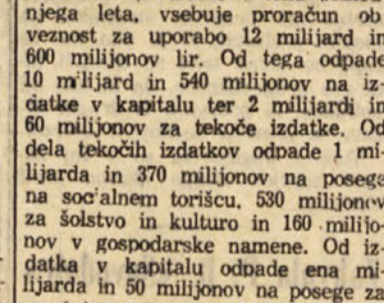 njega leta, vsebuje proračun ob
veznost za uporabo 12 milijard in
600 milijonov lir. Od tega odpade
10 milijard in 540 milijonov na iz-
datke v kapitalu ter 2 milijardi in
60 milijonov za tekoče izdatke. Od
dela tekočih izdatkov odpade 1 mi-
lijarda in 370 milijonov na posege
na socialnem torišču, 530 milijonov
za šolstvo in kulturo in 160 milijo-
nov v gospodarske namene. Od iz-
datka v kapitalu odpade ena mi-
lijarda in 50 milijonov na posege za